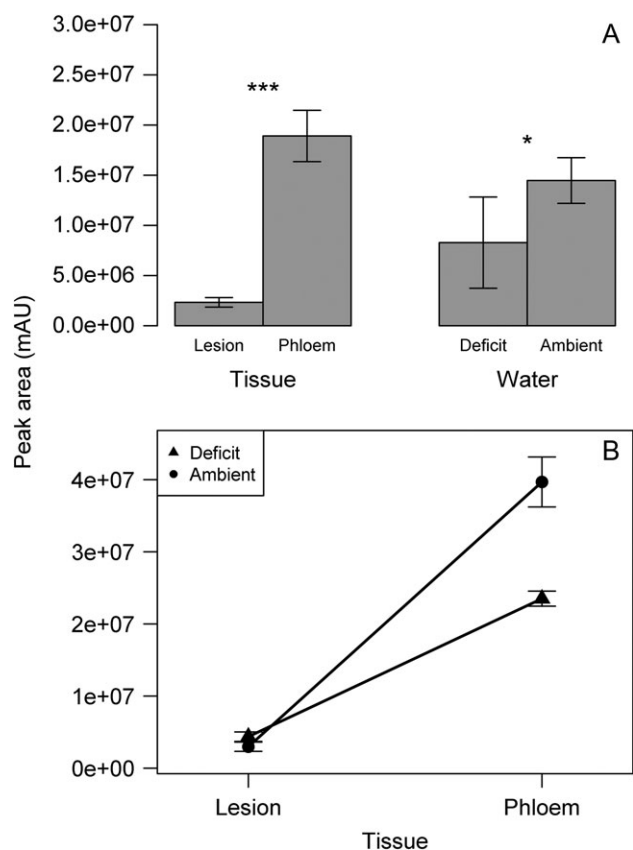 A
3.0e+07
2.5e+07
2.0e+07
1.5e+07
1.0e+07
5.0e+06
0.0e+00
***
*
Lesion Phloem Deficit Ambient
Tissue Water
Peak area (mAU)
B
Deficit
Ambient
4e+07
3e+07
2e+07
1e+07
0e+00
Lesion Phloem
Tissue